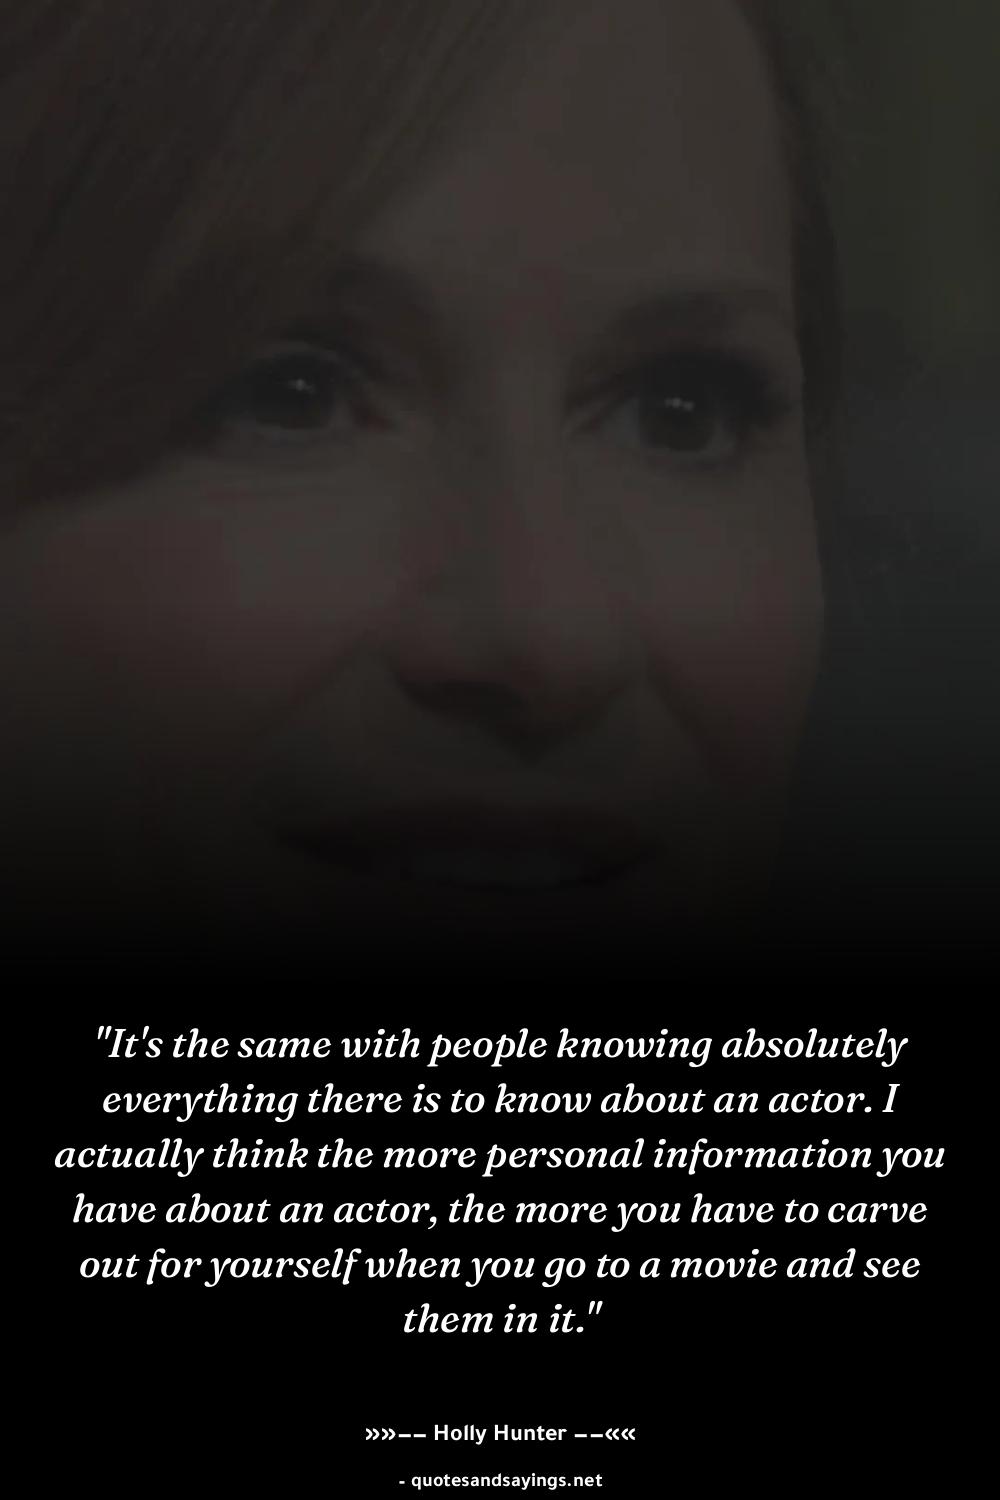 "It's the same with people knowing absolutely
everything there is to know about an actor. I
actually think the more personal information you
have about an actor, the more you have to carve
out for yourself when you go to a movie and see
them in it."
»»–– Holly Hunter ––««
- quotesandsayings.net